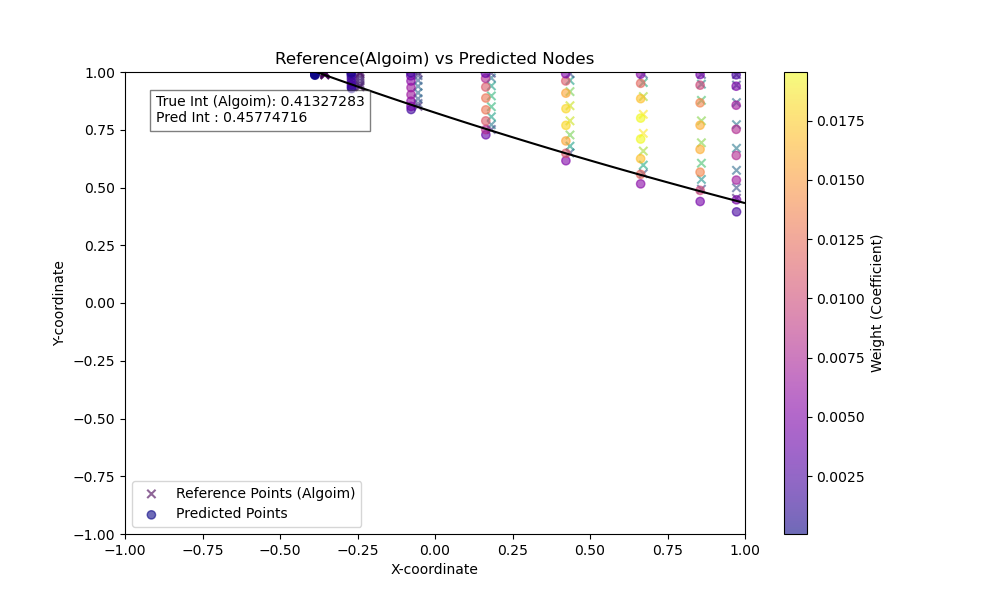 Reference(Algoim) vs Predicted Nodes
True Int (Algoim): 0.41327283
Pred Int : 0.45774716
1.00
0.75
0.50
0.25
0.00
−0.25
−0.50
−0.75
−1.00
Y-coordinate
Reference Points (Algoim)
Predicted Points
−1.00 −0.75 −0.50 −0.25 0.00 0.25 0.50 0.75 1.00
X-coordinate
0.0175
0.0150
0.0125
0.0100
0.0075
0.0050
0.0025
Weight (Coefficient)